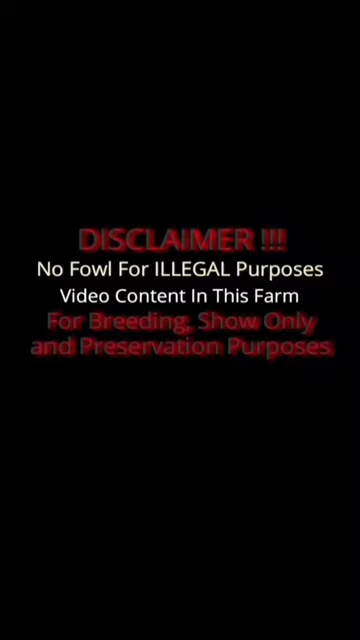 DISCLAIMER !!!
No Fowl For ILLEGAL Purposes
Video Content In This Farm
For Breeding, Show Only
and Preservation Purposes